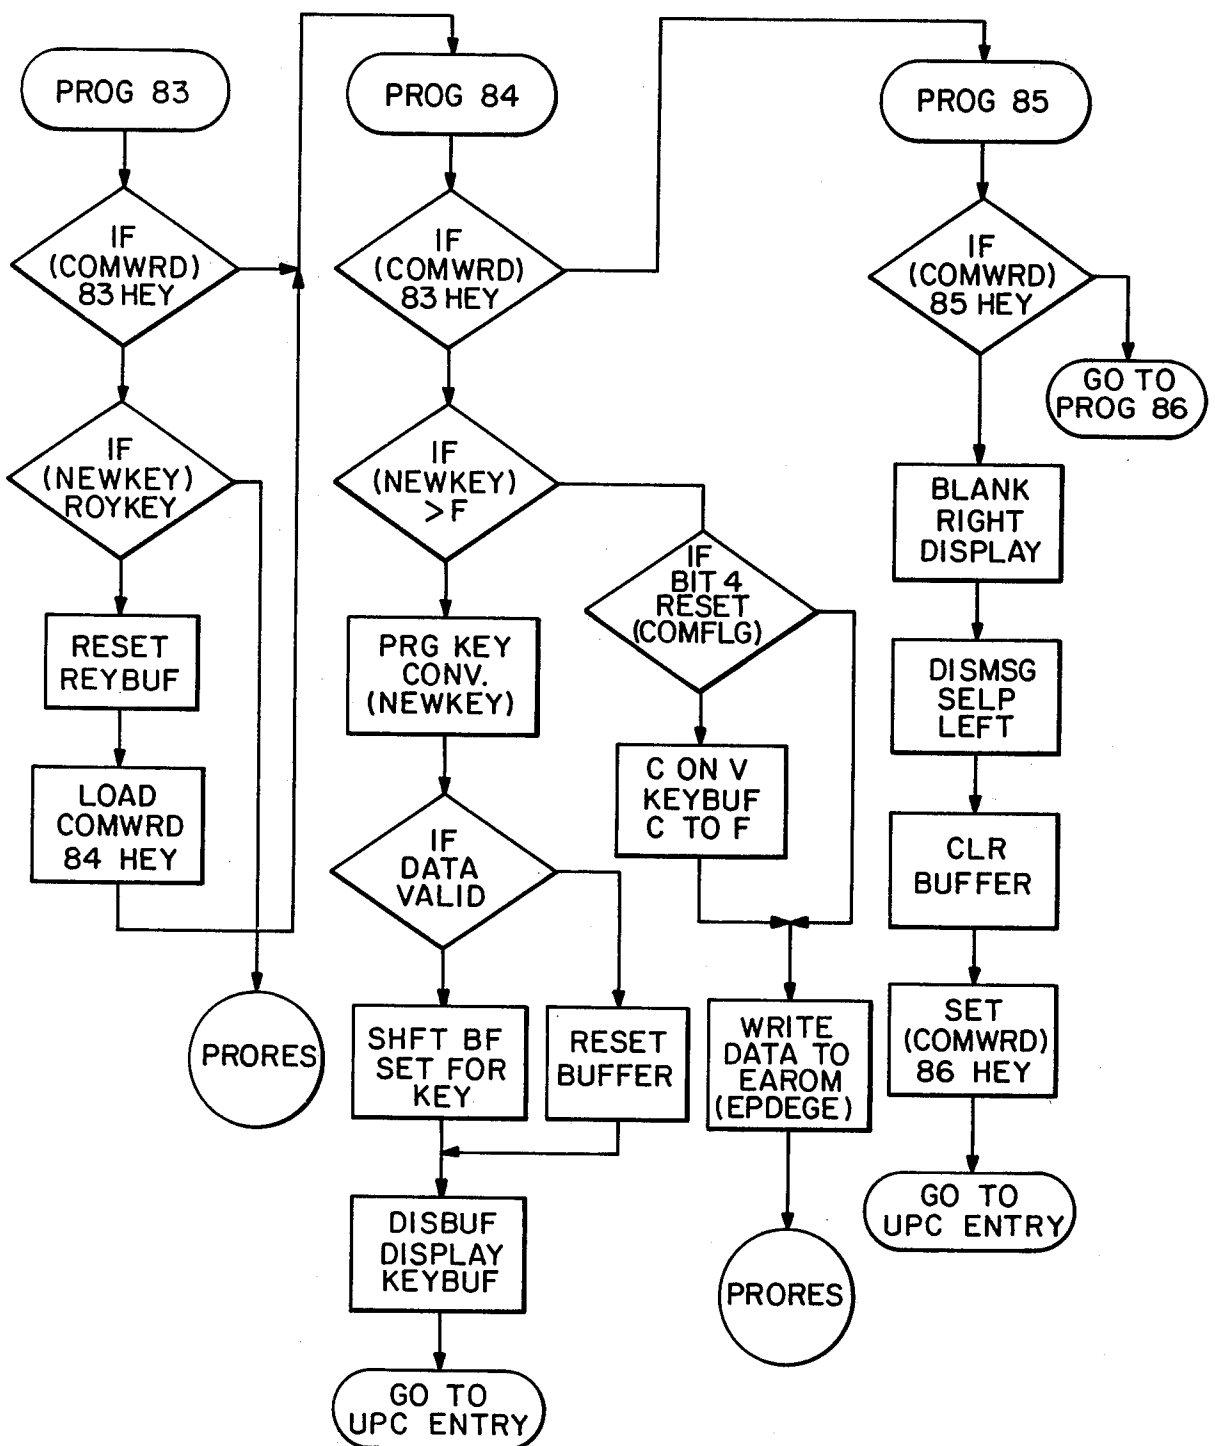 PROG 83
IF
(COMWRD)
83 HEY
IF
(NEWKEY)
ROYKEY
RESET
REYBUF
LOAD
COMWRD
84 HEY
PRORES
PROG 84
IF
(COMWRD)
83 HEY
IF
(NEWKEY)
> F
PRG KEY
CONV.
(NEWKEY)
IF
DATA
VALID
SHFT BF
SET FOR
KEY
RESET
BUFFER
DISBUF
DISPLAY
KEYBUF
GO TO
UPC ENTRY
IF
BIT 4
RESET
(COMFLG)
C ON V
KEYBUF
C TO F
WRITE
DATA TO
EAROM
(EPDEGE)
PRORES
PROG 85
IF
(COMWRD)
85 HEY
GO TO
PROG 86
BLANK
RIGHT
DISPLAY
DISMSG
SELP
LEFT
CLR
BUFFER
SET
(COMWRD)
86 HEY
GO TO
UPC ENTRY